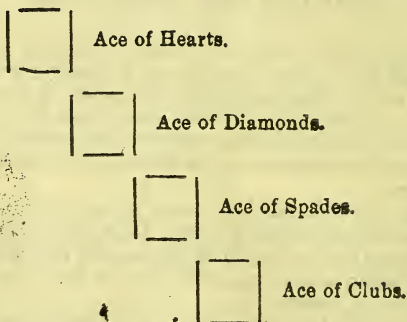 Ace of Hearts.
Ace of Diamonds.
Ace of Spades.
Ace of Clubs.